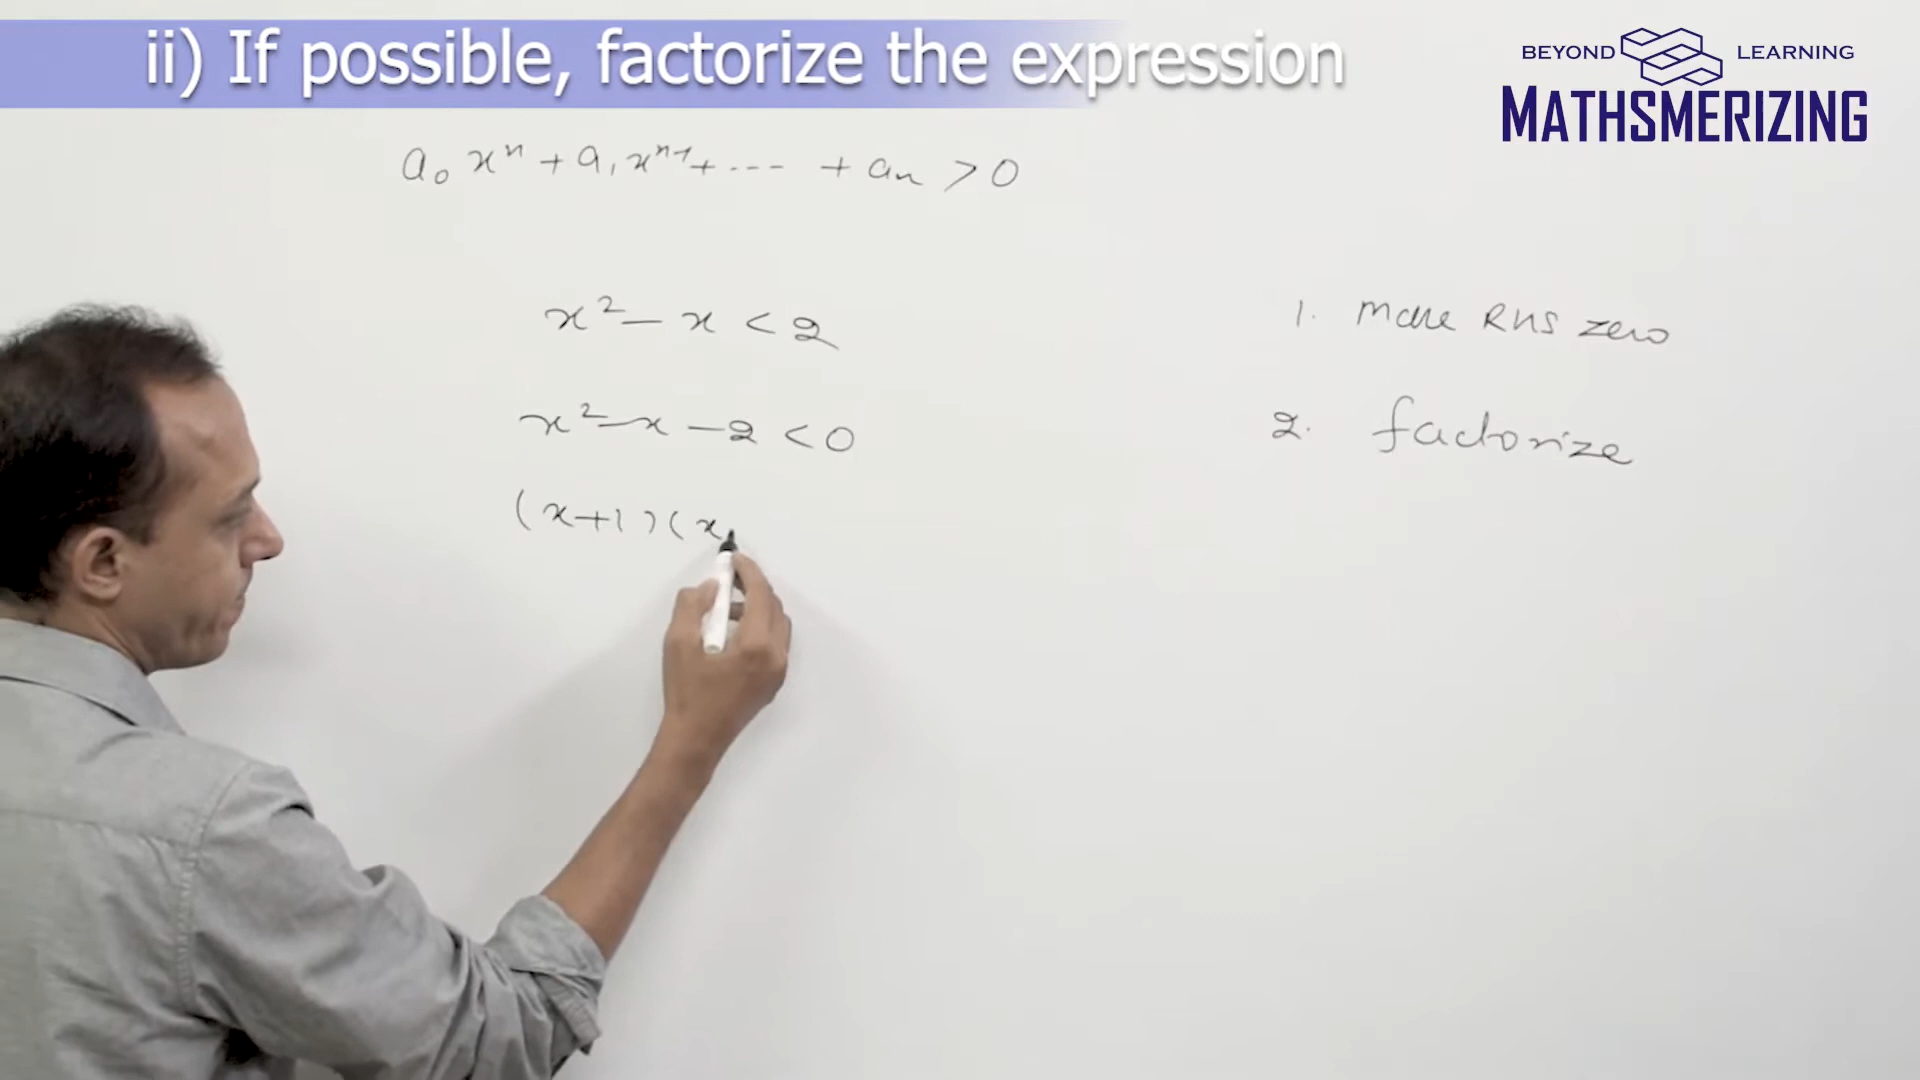 ii) If possible, factorize the expression
BEYOND LEARNING
MATHSMERIZING
a₀xⁿ + a₁xⁿ⁻¹ + ---- + aₙ > 0
x² - x < 2
x² - x - 2 < 0
(x+1)(x
1. Make RHS zero
2. factorize